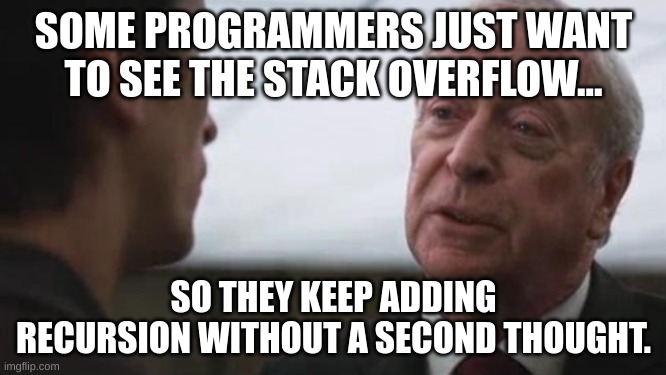 SOME PROGRAMMERS JUST WANT
TO SEE THE STACK OVERFLOW...
SO THEY KEEP ADDING
RECURSION WITHOUT A SECOND THOUGHT.
imgflip.com